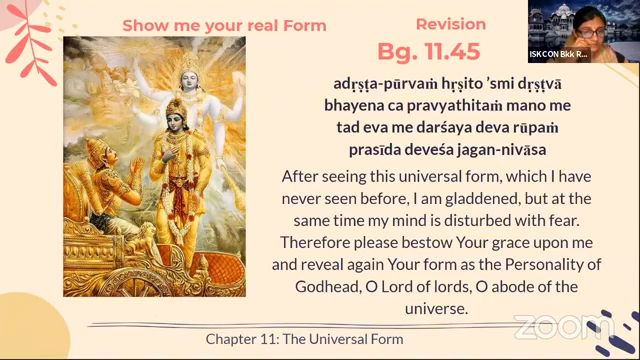 Show me your real Form
Revision
Bg. 11.45
ISKCON Bkk R...
adṛṣṭa-pūrvaṁ hṛṣito 'smi dṛṣṭvā
bhayena ca pravyathitaṁ mano me
tad eva me darśaya deva rūpaṁ
prasīda deveśa jagan-nivāsa
After seeing this universal form, which I have
never seen before, I am gladdened, but at the
same time my mind is disturbed with fear.
Therefore please bestow Your grace upon me
and reveal again Your form as the Personality of
Godhead, O Lord of lords, O abode of the
universe.
zoom
Chapter 11: The Universal Form